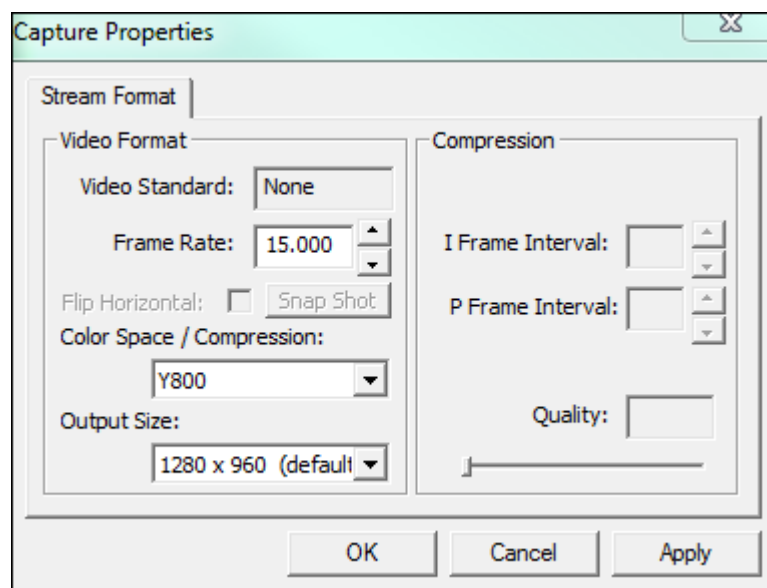 Capture Properties
Stream Format
Video Format
Video Standard: None
Frame Rate: 15.000
Flip Horizontal: Snap Shot
Color Space / Compression:
Y800
Output Size:
1280 x 960 (default
Compression
I Frame Interval:
P Frame Interval:
Quality:
OK Cancel Apply